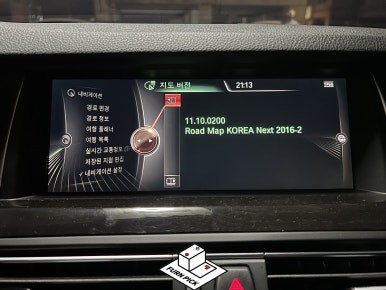 지도 버전
21:13
내비게이션
경로 변경
경로 정보
여행 플래너
여행 목록
실시간 교통정보
저장된 지점 편집
✓ 내비게이션 설정
11.10.0200
Road Map KOREA Next 2016-2
FURN PICK